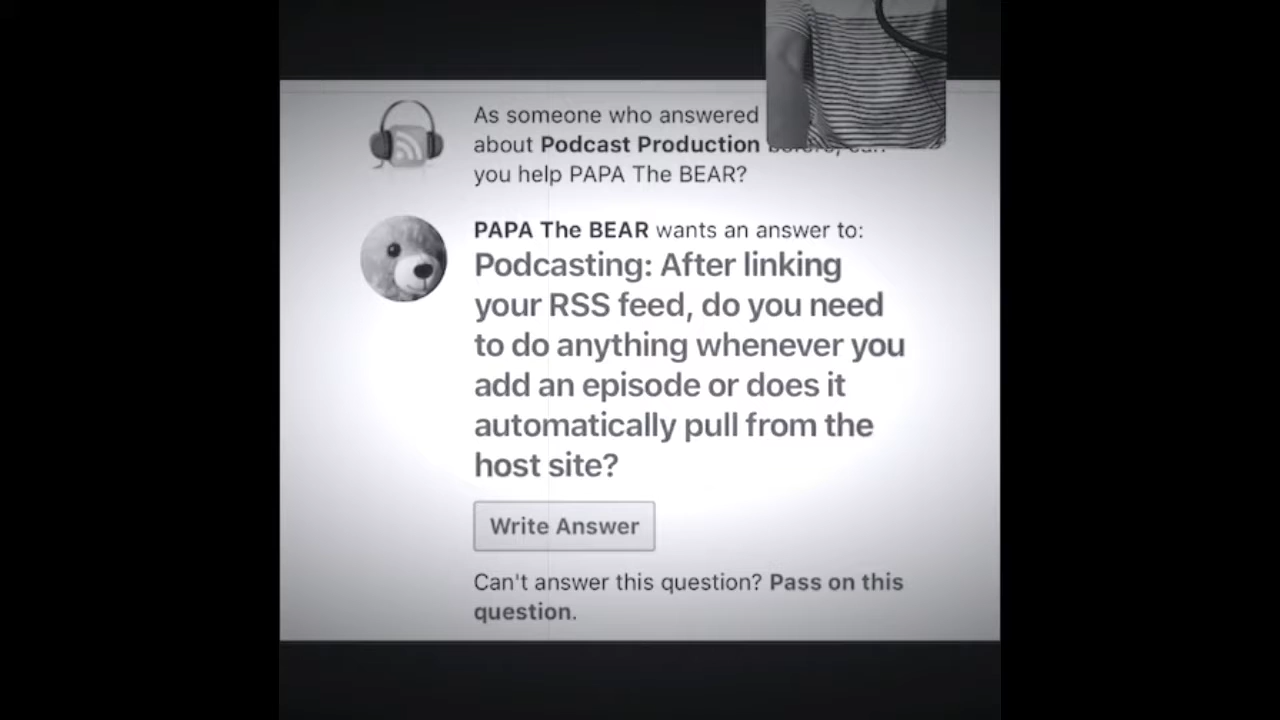 As someone who answered
about Podcast Production
you help PAPA The BEAR?
PAPA The BEAR wants an answer to:
Podcasting: After linking
your RSS feed, do you need
to do anything whenever you
add an episode or does it
automatically pull from the
host site?
Write Answer
Can't answer this question? Pass on this
question.